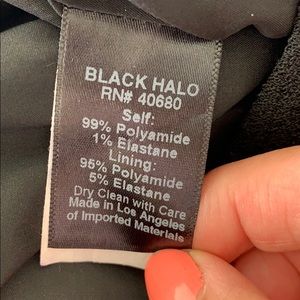 BLACK HALO
RN# 40680
Self:
99% Polyamide
1% Elastane
Lining:
95% Polyamide
5% Elastane
Dry Clean with Care
Made in Los Angeles
of Imported Materials